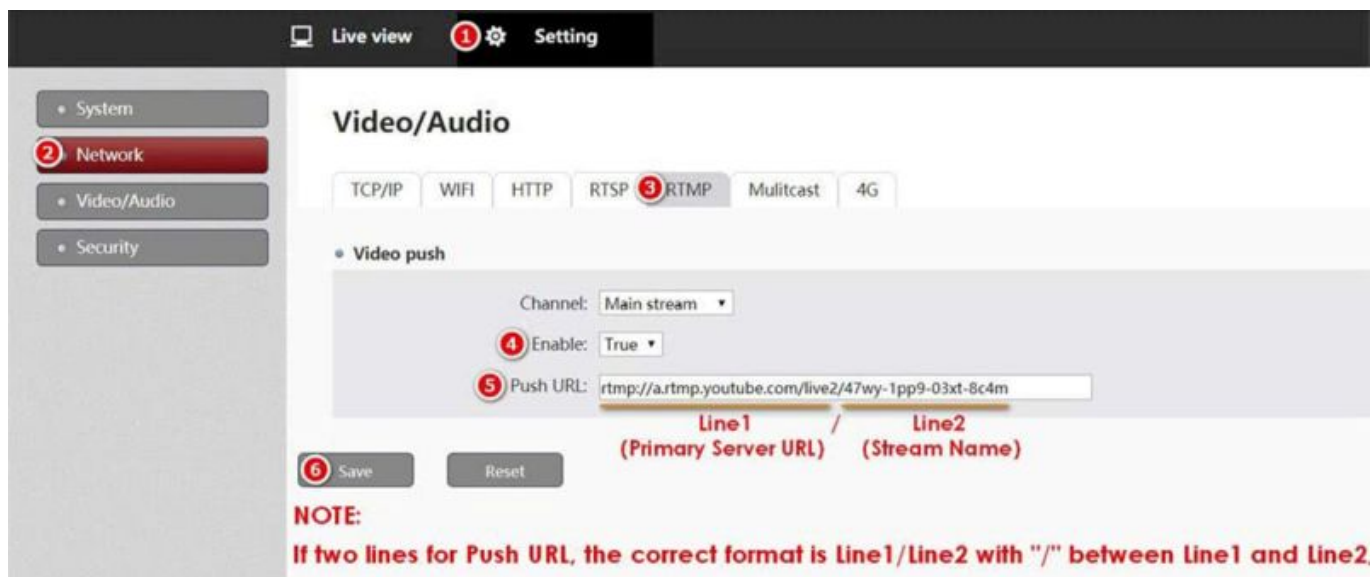 Live view 1 Setting
System
2 Network
Video/Audio
Security
Video/Audio
TCP/IP WIFI HTTP RTSP 3 RTMP Mulitcast 4G
Video push
Channel: Main stream
4 Enable: True
5 Push URL: rtmp://a.rtmp.youtube.com/live2/47wy-1pp9-03xt-8c4m
Line1 / Line2
(Primary Server URL) (Stream Name)
6 Save Reset
NOTE:
If two lines for Push URL, the correct format is Line1/Line2 with "/" between Line1 and Line2